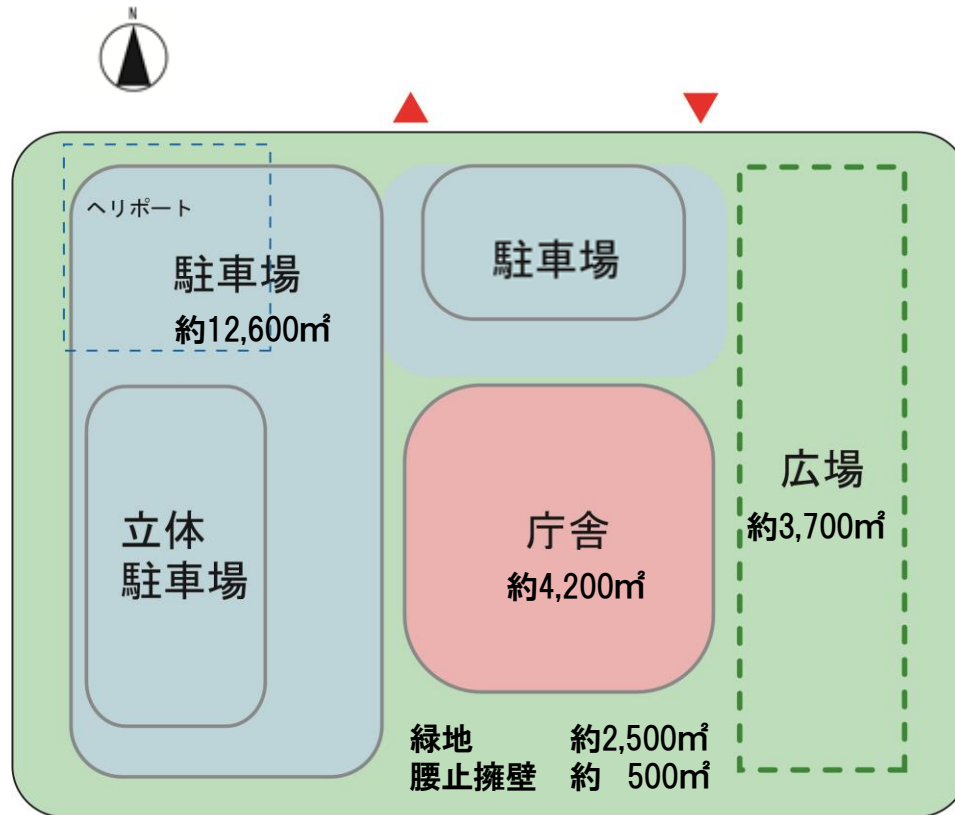 N
ヘリポート
駐車場
約12,600㎡
駐車場
立体
駐車場
庁舎
約4,200㎡
広場
約3,700㎡
緑地 約2,500㎡
腰止擁壁 約 500㎡